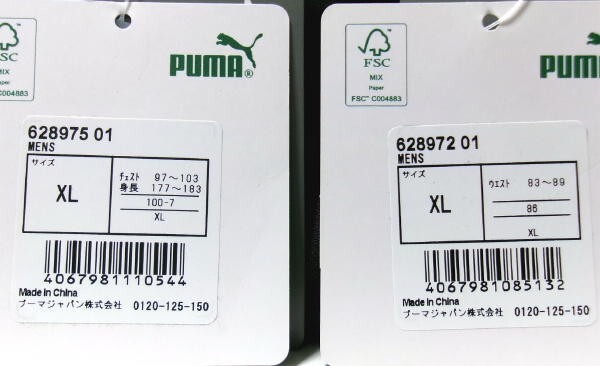 FSC
MIX
Paper
C004883
PUMA®
628975 01
MENS
サイズ
XL
チェスト 97～103
身長 177～183
100-7
XL
4067981110544
Made in China
プーマジャパン株式会社 0120-125-150
FSC
MIX
Paper
FSC™ C004883
PUM
628972 01
MENS
サイズ
XL
ウエスト 83～89
86
XL
4067981085132
Made in China
プーマジャパン株式会社 0120-125-150